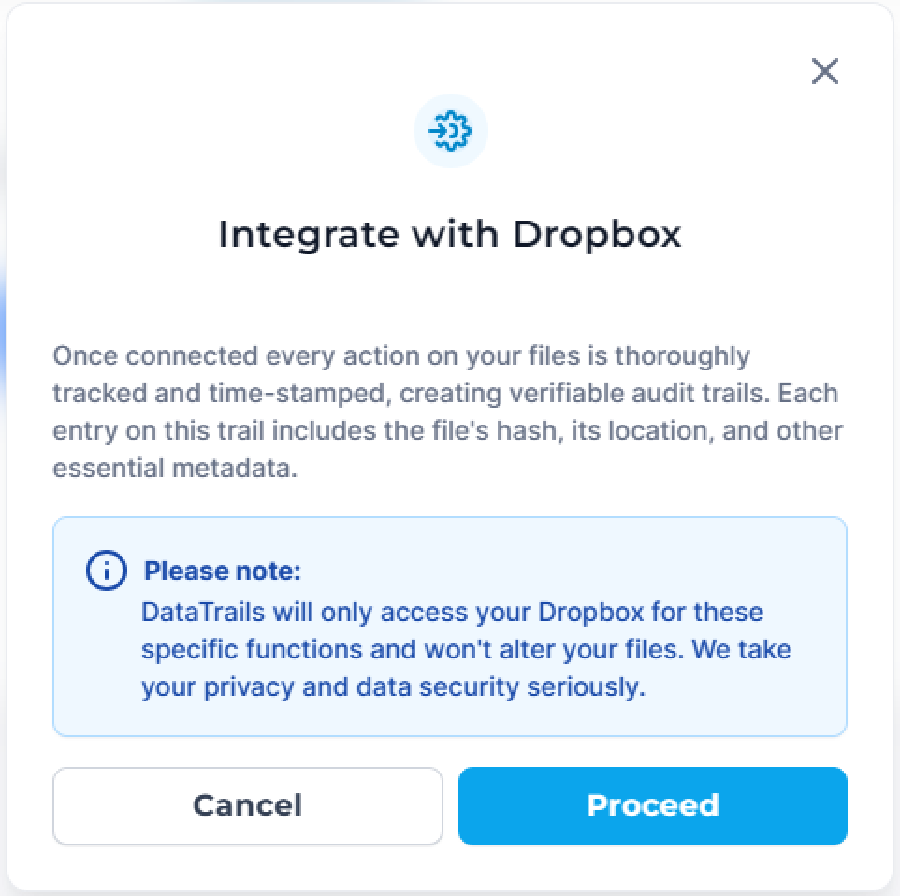 Integrate with Dropbox
Once connected every action on your files is thoroughly
tracked and time-stamped, creating verifiable audit trails. Each
entry on this trail includes the file's hash, its location, and other
essential metadata.
Please note:
DataTrails will only access your Dropbox for these
specific functions and won't alter your files. We take
your privacy and data security seriously.
Cancel
Proceed